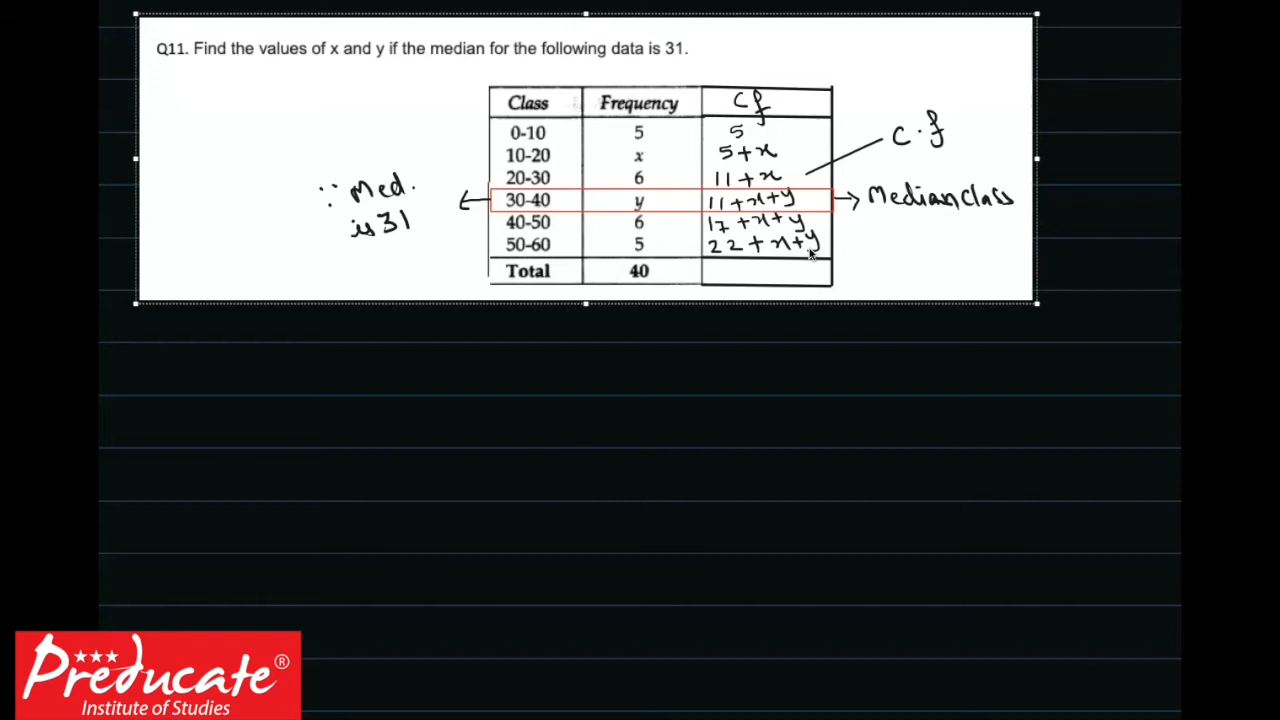 Q11. Find the values of x and y if the median for the following data is 31.
Class Frequency cf
0-10 5 5
10-20 x 5+x
20-30 6 11+x
30-40 y 11+x+y
40-50 6 17+x+y
50-60 5 22+x+y
Total 40
c.f
∵ Med.
is 31
Median class
Preducate®
Institute of Studies